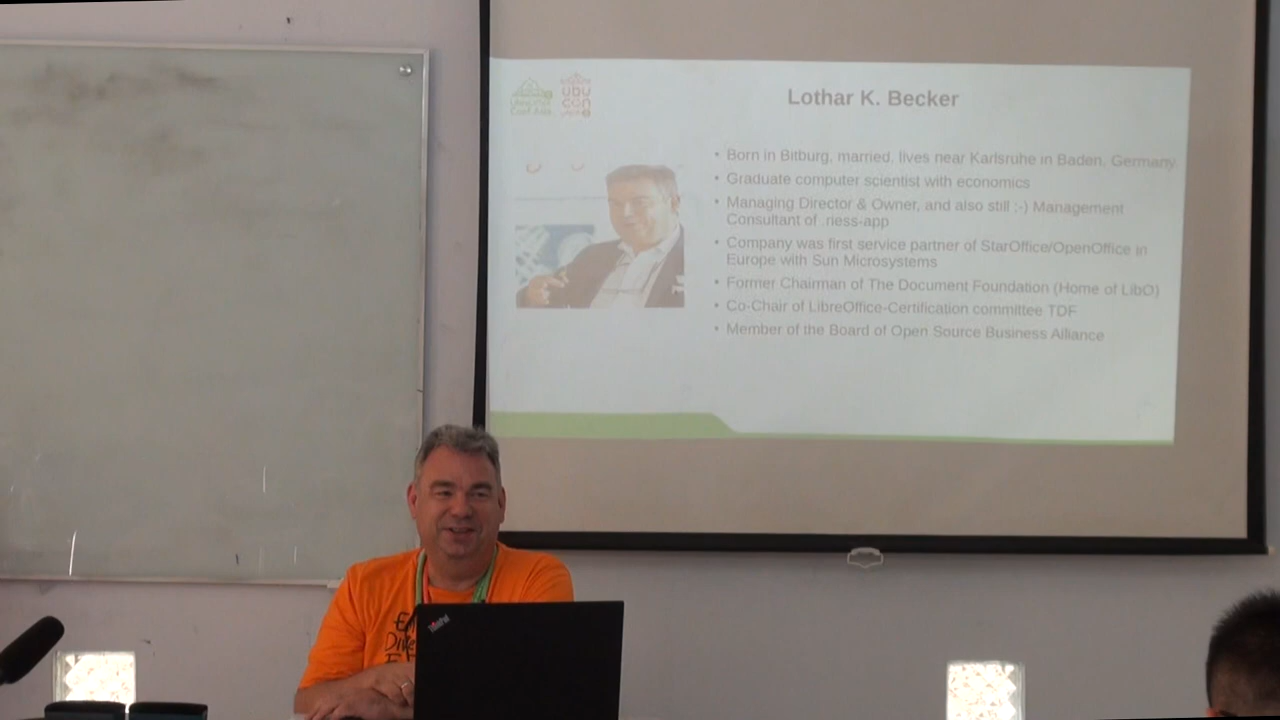 Lothar K. Becker
• Born in Bitburg, married, lives near Karlsruhe in Baden, Germany.
• Graduate computer scientist with economics
• Managing Director & Owner, and also still :-) Management
Consultant of .riess-app
• Company was first service partner of StarOffice/OpenOffice in
Europe with Sun Microsystems
• Former Chairman of The Document Foundation (Home of LibO)
• Co-Chair of LibreOffice-Certification committee TDF
• Member of the Board of Open Source Business Alliance
ThinkPad